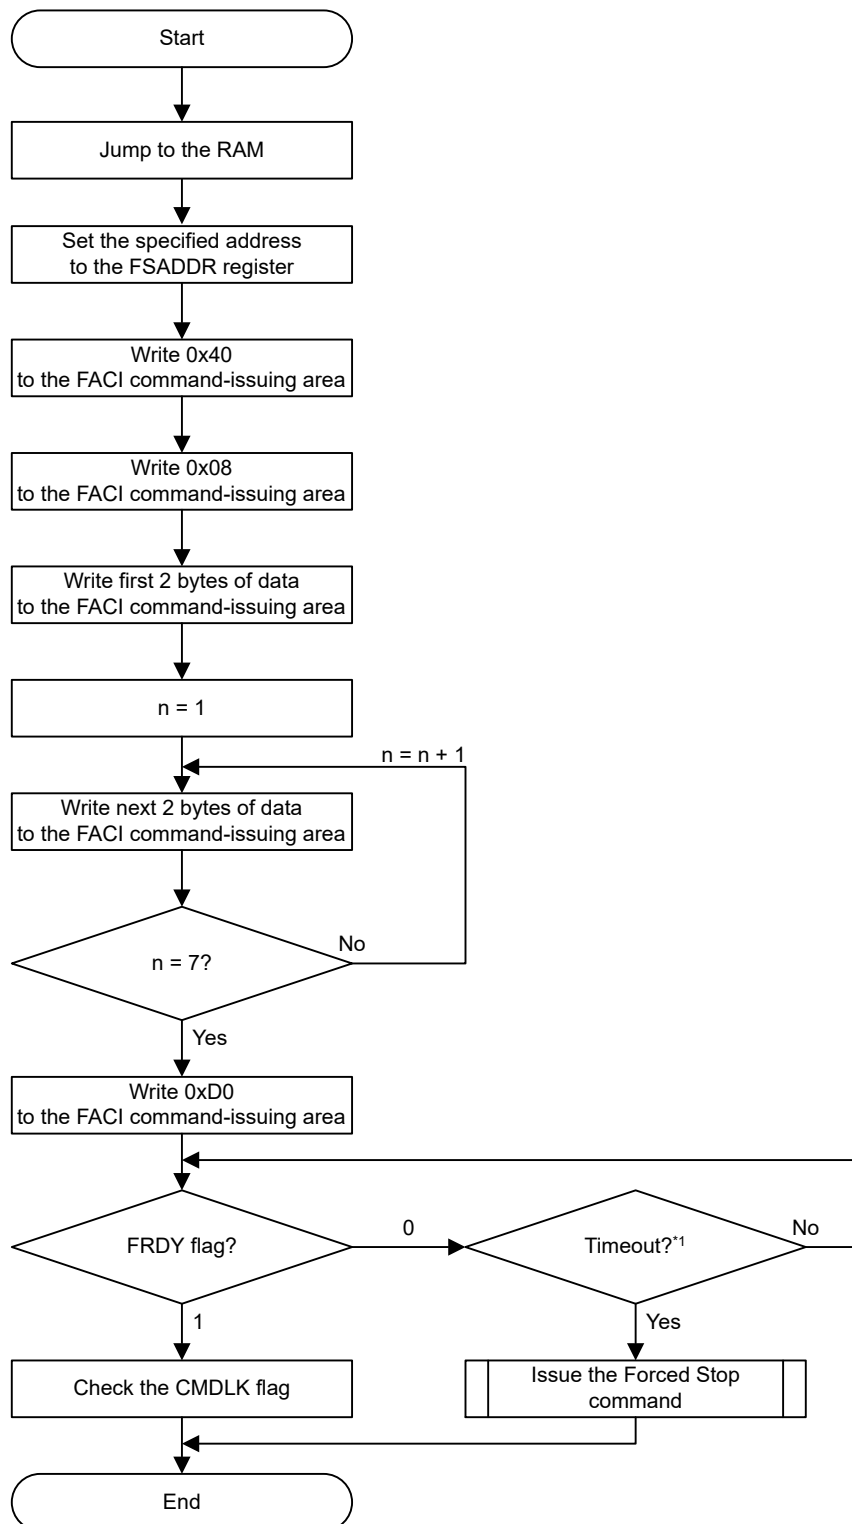 Start
Jump to the RAM
Set the specified address
to the FSADDR register
Write 0x40
to the FACI command-issuing area
Write 0x08
to the FACI command-issuing area
Write first 2 bytes of data
to the FACI command-issuing area
n = 1
n = n + 1
Write next 2 bytes of data
to the FACI command-issuing area
No
n = 7?
Yes
Write 0xD0
to the FACI command-issuing area
FRDY flag?
0
Timeout?*1
No
1
Yes
Check the CMDLK flag
Issue the Forced Stop
command
End